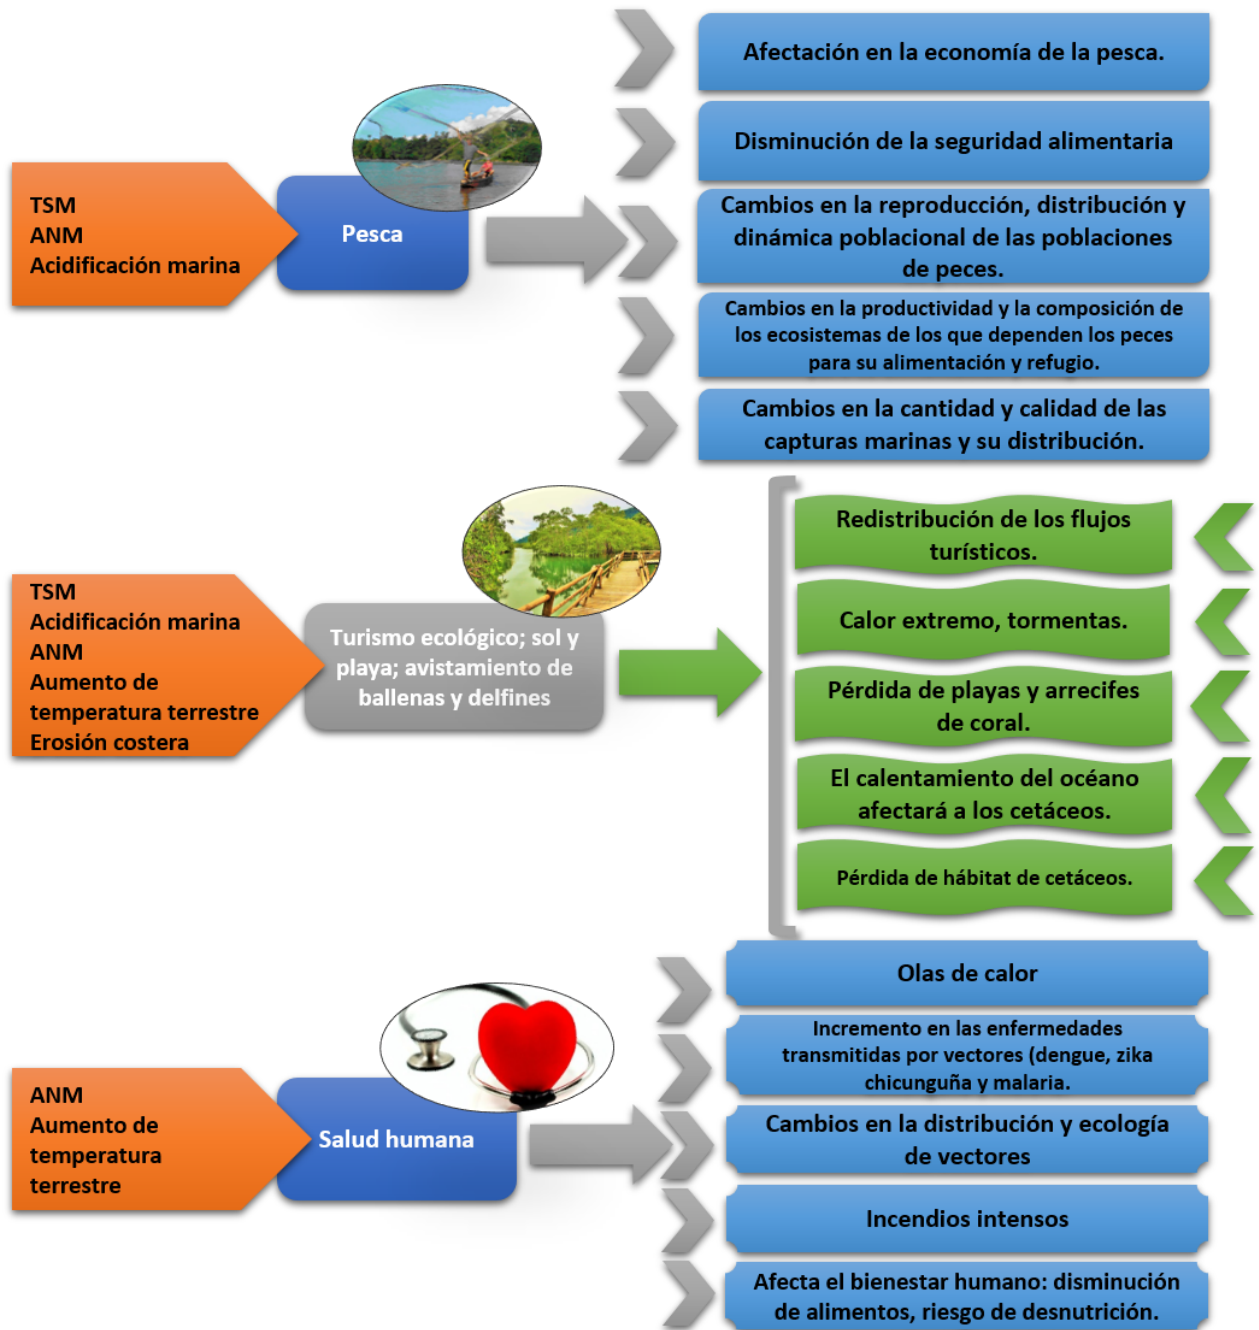 TSM
ANM
Acidificación marina
Pesca
Afectación en la economía de la pesca.
Disminución de la seguridad alimentaria
Cambios en la reproducción, distribución y
dinámica poblacional de las poblaciones
de peces.
Cambios en la productividad y la composición de
los ecosistemas de los que dependen los peces
para su alimentación y refugio.
Cambios en la cantidad y calidad de las
capturas marinas y su distribución.
TSM
Acidificación marina
ANM
Aumento de
temperatura terrestre
Erosión costera
Turismo ecológico; sol y
playa; avistamiento de
ballenas y delfines
Redistribución de los flujos
turísticos.
Calor extremo, tormentas.
Pérdida de playas y arrecifes
de coral.
El calentamiento del océano
afectará a los cetáceos.
Pérdida de hábitat de cetáceos.
ANM
Aumento de
temperatura
terrestre
Salud humana
Olas de calor
Incremento en las enfermedades
transmitidas por vectores (dengue, zika
chicunguña y malaria.
Cambios en la distribución y ecología
de vectores
Incendios intensos
Afecta el bienestar humano: disminución
de alimentos, riesgo de desnutrición.